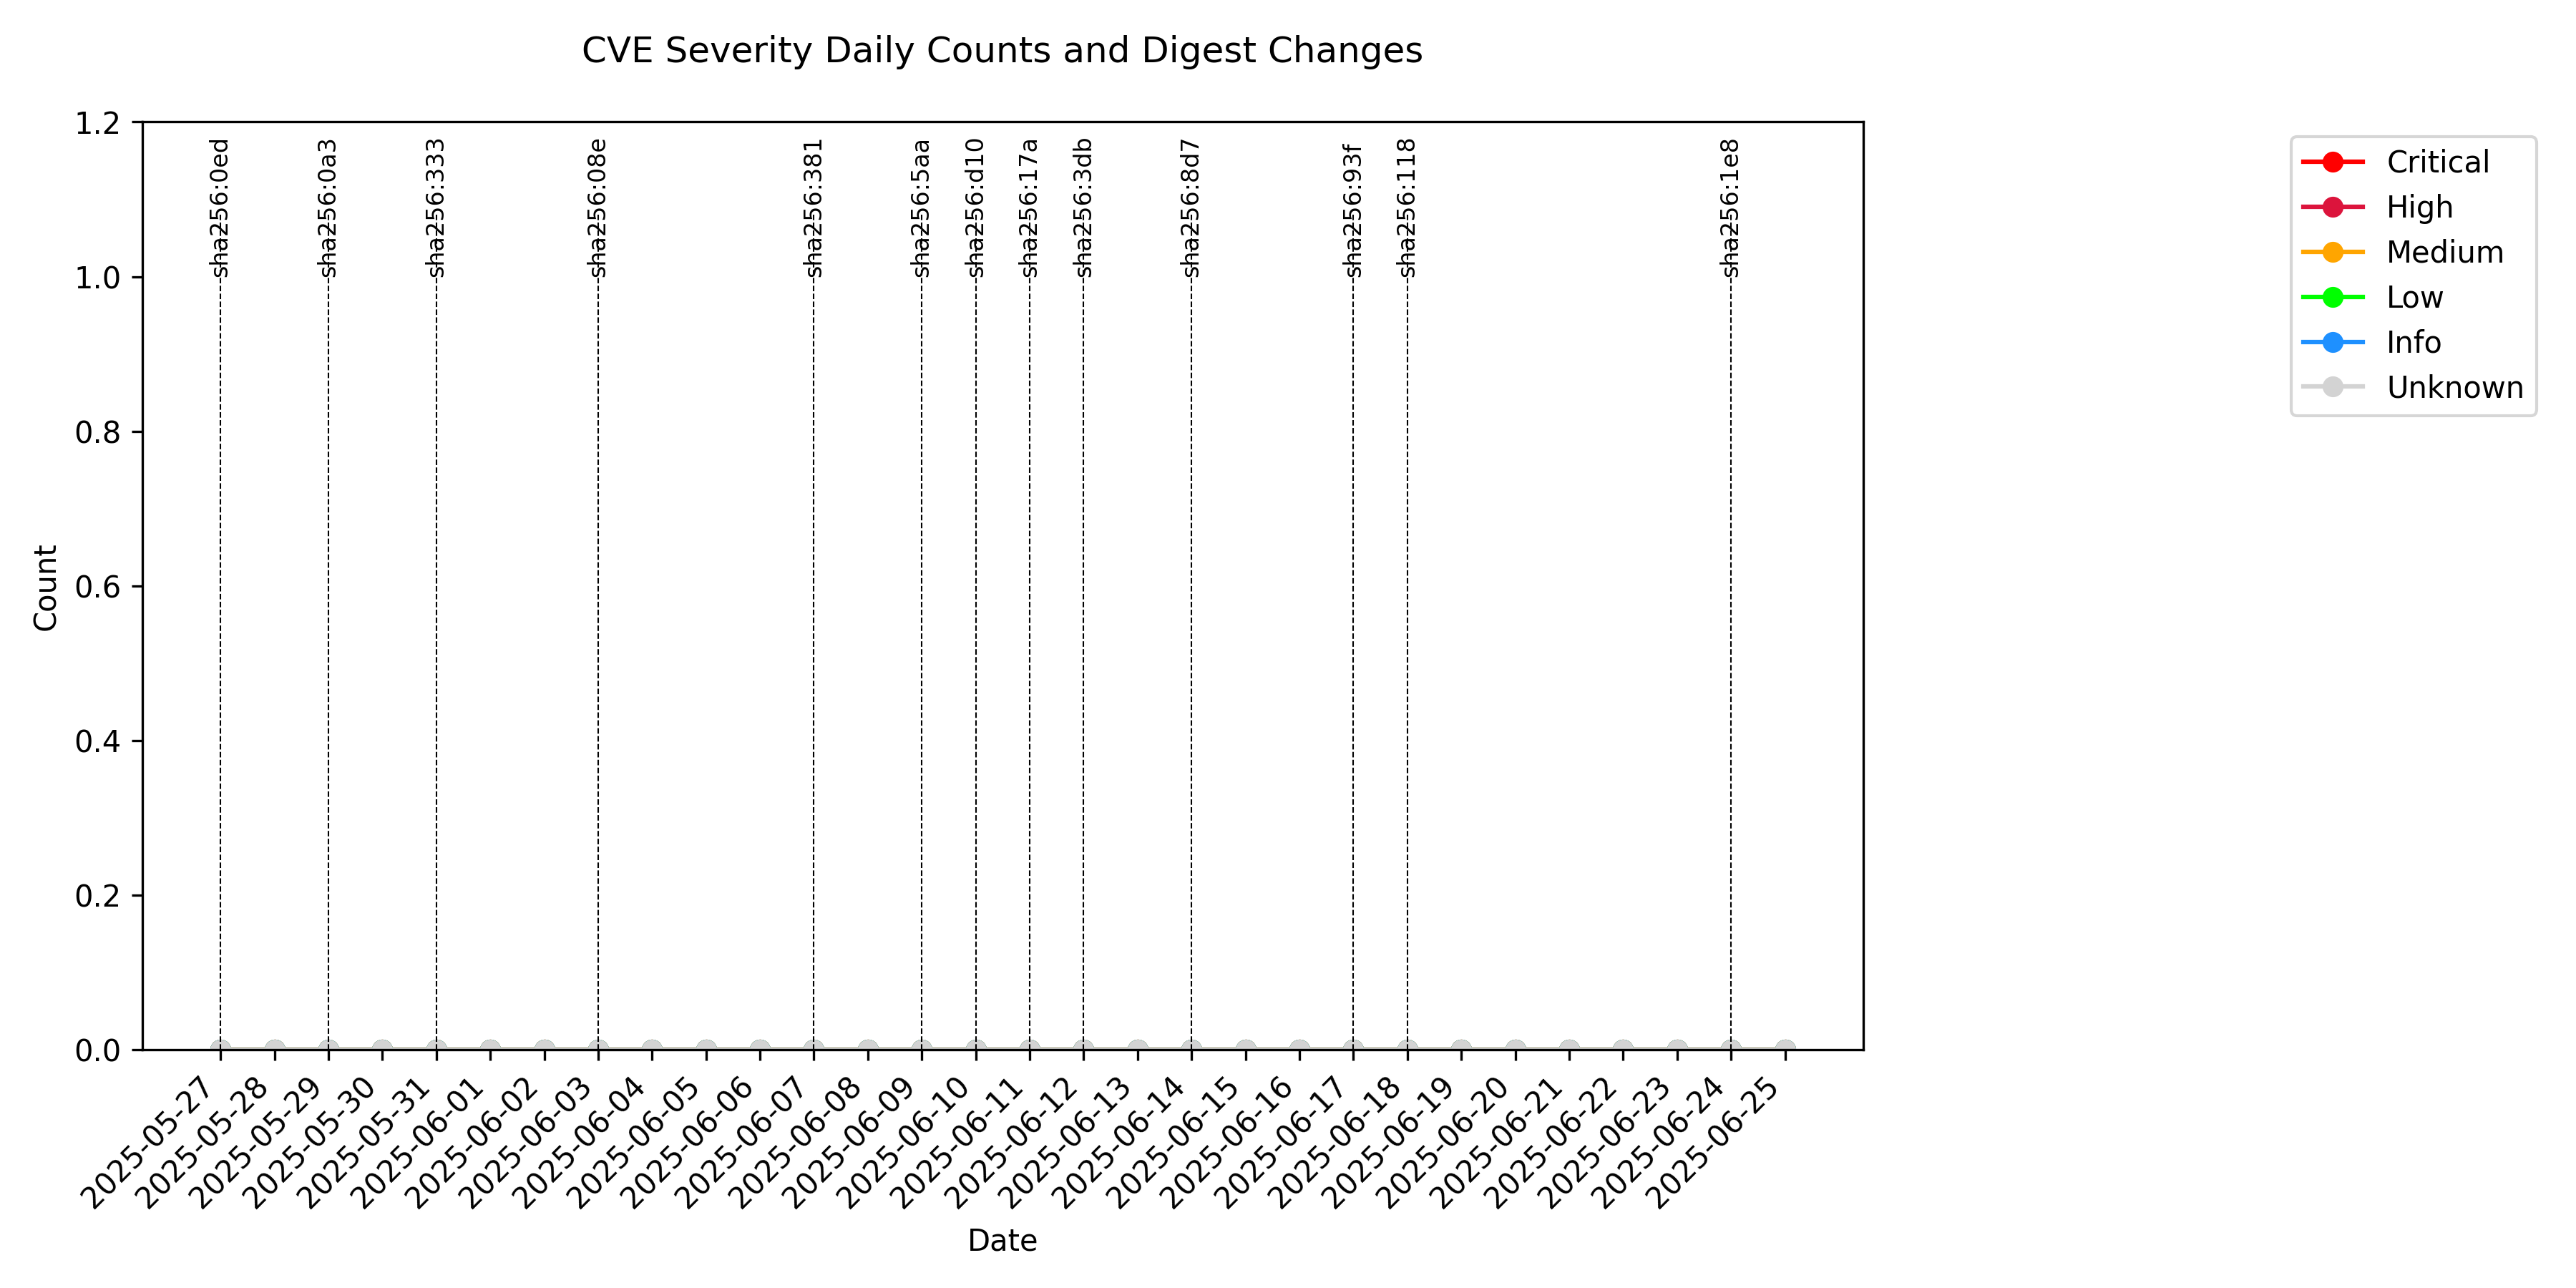 CVE Severity Daily Counts and Digest Changes
1.2
1.0
0.8
0.6
0.4
0.2
0.0
Count
sha256:0ed
sha256:0a3
sha256:333
sha256:08e
sha256:381
sha256:5aa
sha256:d10
sha256:17a
sha256:3db
sha256:8d7
sha256:93f
sha256:118
sha256:1e8
Critical
High
Medium
Low
Info
Unknown
2025-05-27
2025-05-28
2025-05-29
2025-05-30
2025-05-31
2025-06-01
2025-06-02
2025-06-03
2025-06-04
2025-06-05
2025-06-06
2025-06-07
2025-06-08
2025-06-09
2025-06-10
2025-06-11
2025-06-12
2025-06-13
2025-06-14
2025-06-15
2025-06-16
2025-06-17
2025-06-18
2025-06-19
2025-06-20
2025-06-21
2025-06-22
2025-06-23
2025-06-24
2025-06-25
Date